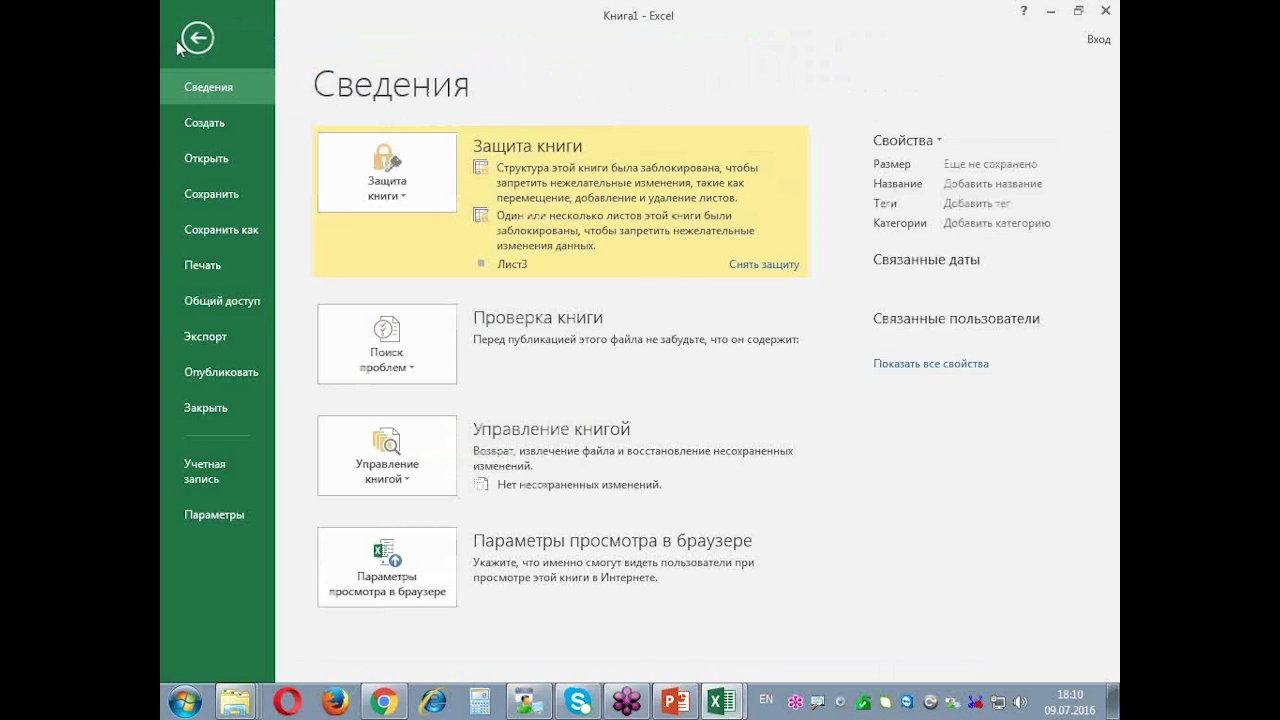 Книга1 - Excel
?
Вход
Сведения
Создать
Открыть
Сохранить
Сохранить как
Печать
Общий доступ
Экспорт
Опубликовать
Закрыть
Учетная
запись
Параметры
Сведения
Защита
книги
Защита книги
Структура этой книги была заблокирована, чтобы
запретить нежелательные изменения, такие как
перемещение, добавление и удаление листов.
Один или несколько листов этой книги были
заблокированы, чтобы запретить нежелательные
изменения данных.
Лист3
Снять защиту
Поиск
проблем
Проверка книги
Перед публикацией этого файла не забудьте, что он содержит:
Управление
книгой
Управление книгой
Возврат, извлечение файла и восстановление несохраненных
изменений.
Нет несохраненных изменений.
Параметры
просмотра в браузере
Параметры просмотра в браузере
Укажите, что именно смогут видеть пользователи при
просмотре этой книги в Интернете.
Свойства
Размер Еще не сохранено
Название Добавить название
Теги Добавить тег
Категории Добавить категорию
Связанные даты
Связанные пользователи
Показать все свойства
EN
18:10
09.07.2016